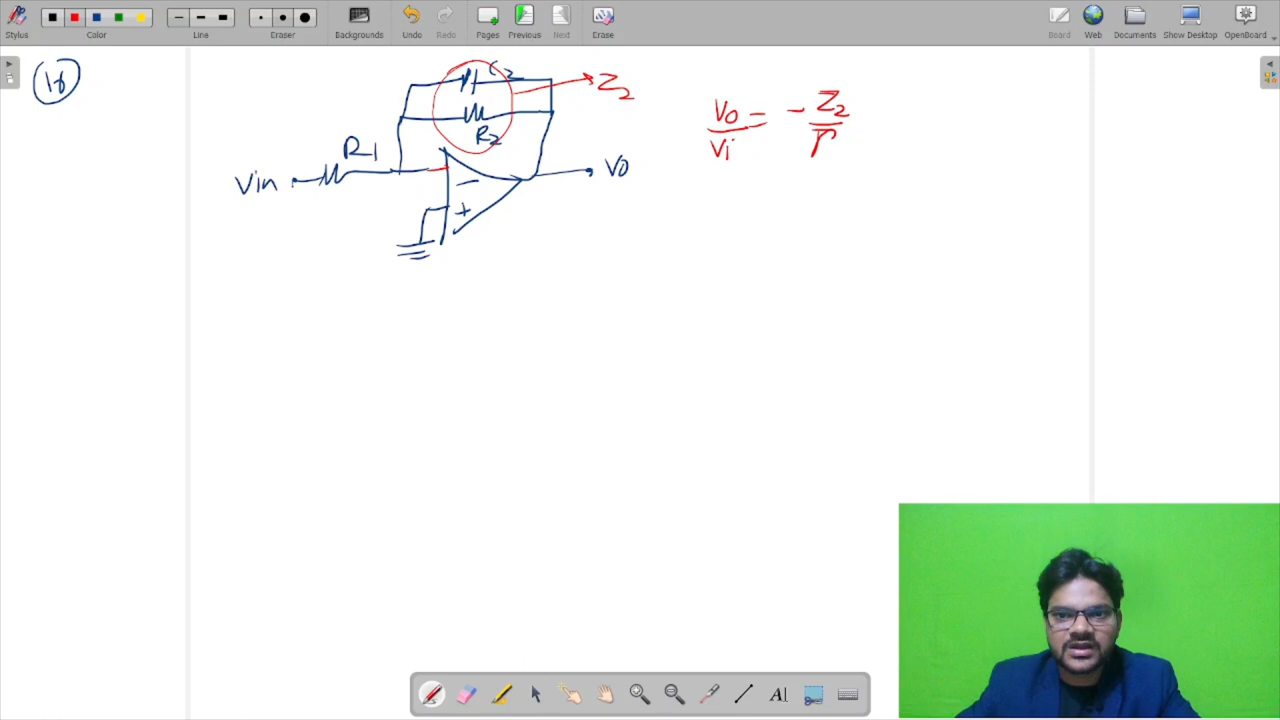 Stylus
Color
Line
Eraser
Backgrounds
Undo
Redo
Pages
Previous
Next
Erase
Board
Web
Documents
Show Desktop
OpenBoard
C2
Z2
R2
R1
Vin
−
+
Vo
Vo/Vi = - Z2/r
AI